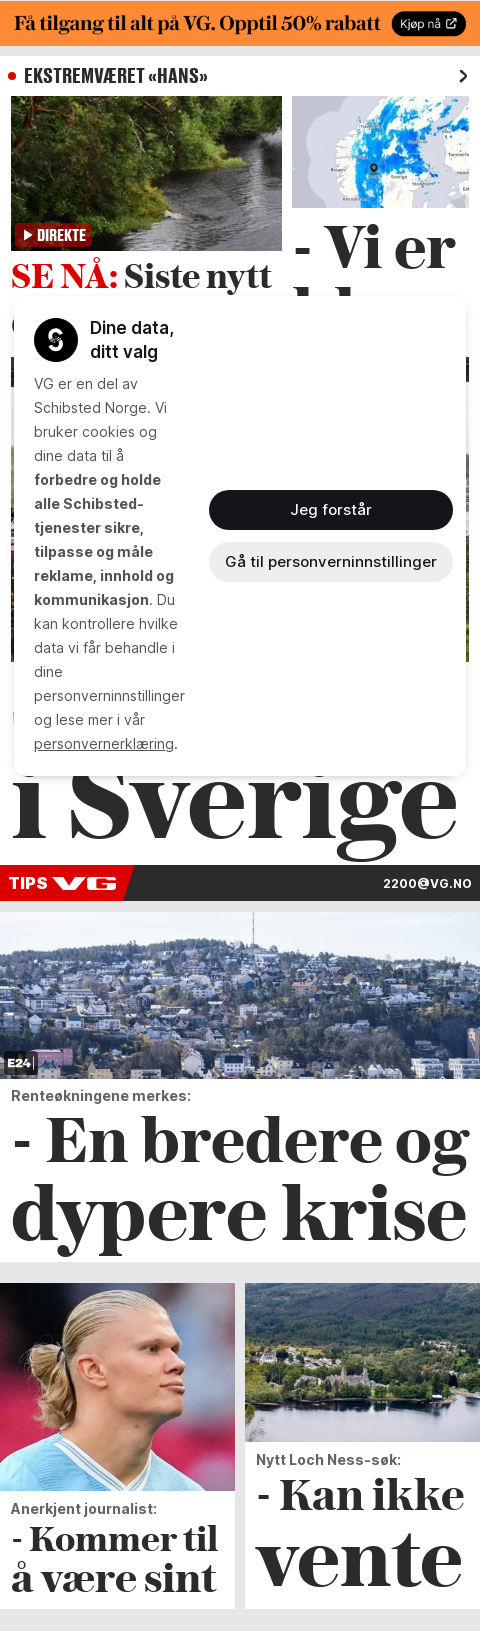 Få tilgang til alt på VG. Opptil 50% rabatt
Kjøp nå
EKSTREMVÆRET «HANS»
DIREKTE
SE NÅ: Siste nytt
- Vi er
Dine data,
ditt valg
VG er en del av
Schibsted Norge. Vi
bruker cookies og
dine data til å
forbedre og holde
alle Schibsted-
tjenester sikre,
tilpasse og måle
reklame, innhold og
kommunikasjon. Du
kan kontrollere hvilke
data vi får behandle i
dine
personverninnstillinger
og lese mer i vår
personvernerklæring.
Jeg forstår
Gå til personverninnstillinger
i Sverige
TIPS VG
2200@VG.NO
E24
Renteøkningene merkes:
- En bredere og
dypere krise
Anerkjent journalist:
- Kommer til
å være sint
Nytt Loch Ness-søk:
- Kan ikke
vente